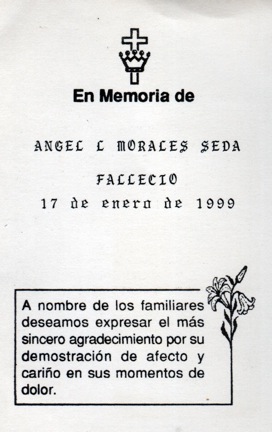 En Memoria de
ANGEL L MORALES SEDA
FALLECIO
17 de enero de 1999
A nombre de los familiares
deseamos expresar el más
sincero agradecimiento por su
demostración de afecto y
cariño en sus momentos de
dolor.